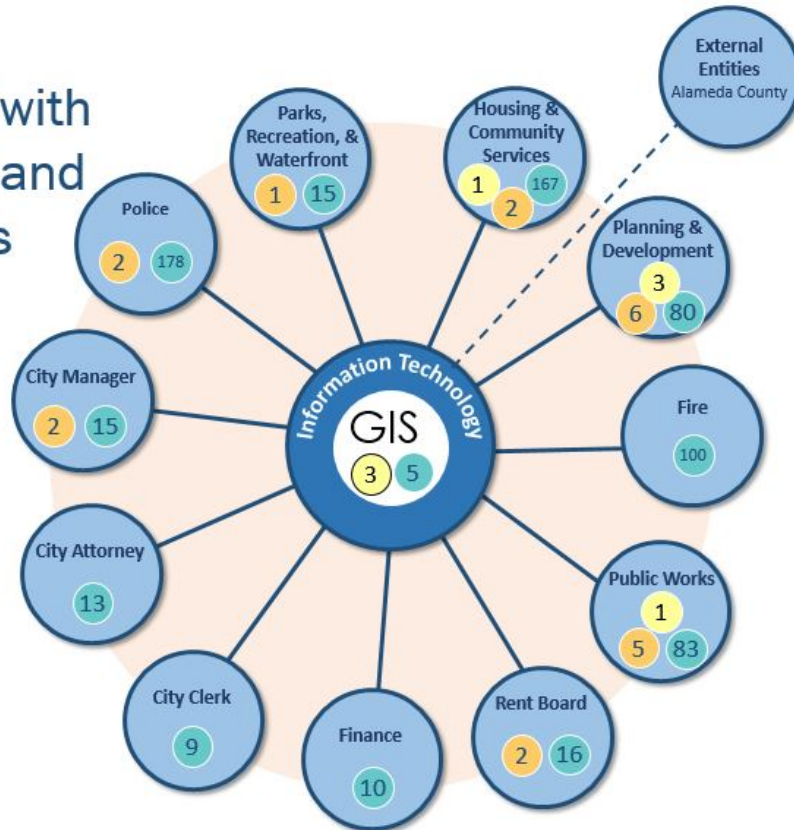 with
and
s
External
Entities
Alameda County
Parks,
Recreation, &
Waterfront
1 15
Housing &
Community
Services
1 167
2
Police
2 178
Planning &
Development
3
6 80
City Manager
2 15
Information Technology
GIS
3 5
Fire
100
City Attorney
13
Public Works
1
5 83
City Clerk
9
Finance
10
Rent Board
2 16